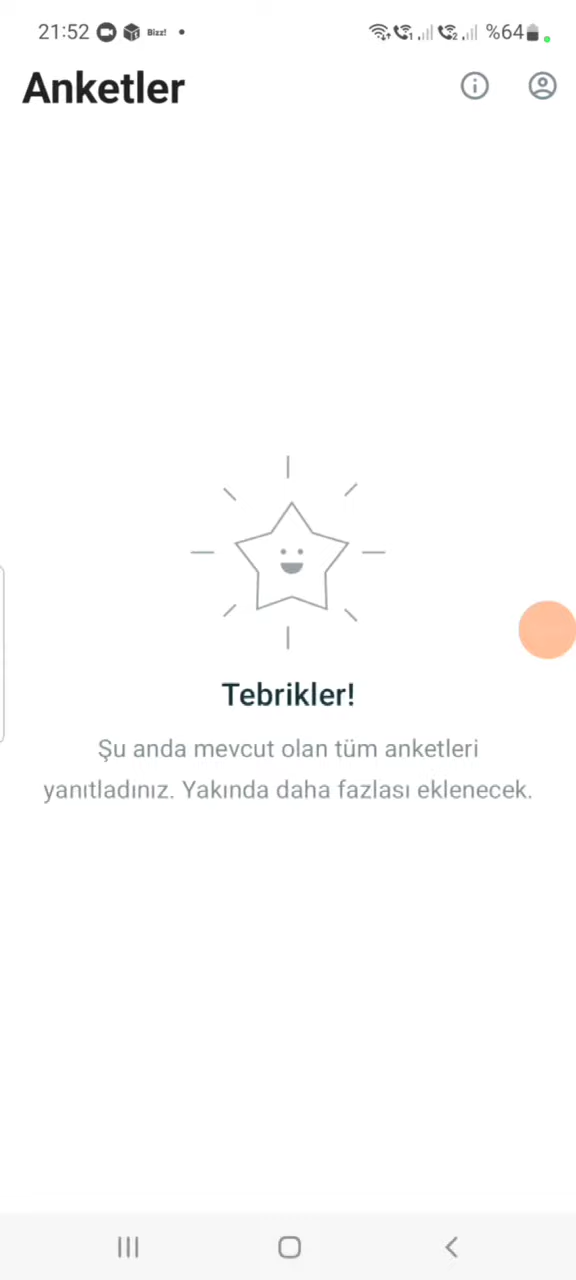 21:52 Bizz! %64
Anketler
Tebrikler!
Şu anda mevcut olan tüm anketleri
yanıtladınız. Yakında daha fazlası eklenecek.